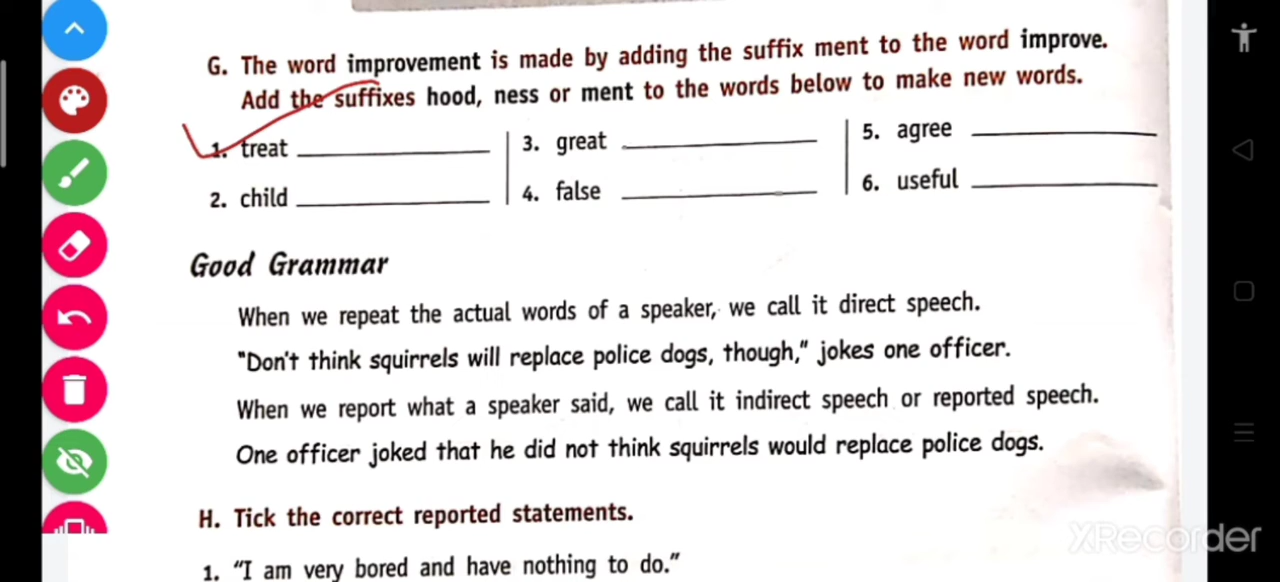 G. The word improvement is made by adding the suffix ment to the word improve.
Add the suffixes hood, ness or ment to the words below to make new words.
1. treat
2. child
3. great
4. false
5. agree
6. useful
Good Grammar
When we repeat the actual words of a speaker, we call it direct speech.
"Don't think squirrels will replace police dogs, though," jokes one officer.
When we report what a speaker said, we call it indirect speech or reported speech.
One officer joked that he did not think squirrels would replace police dogs.
H. Tick the correct reported statements.
1. "I am very bored and have nothing to do."
XRecorder